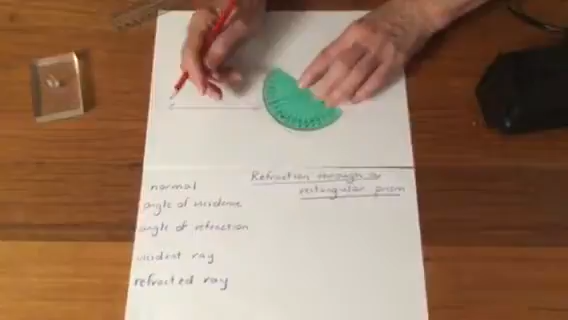 Refraction through a
rectangular prism
normal
angle of incidence
angle of refraction
incident ray
refracted ray